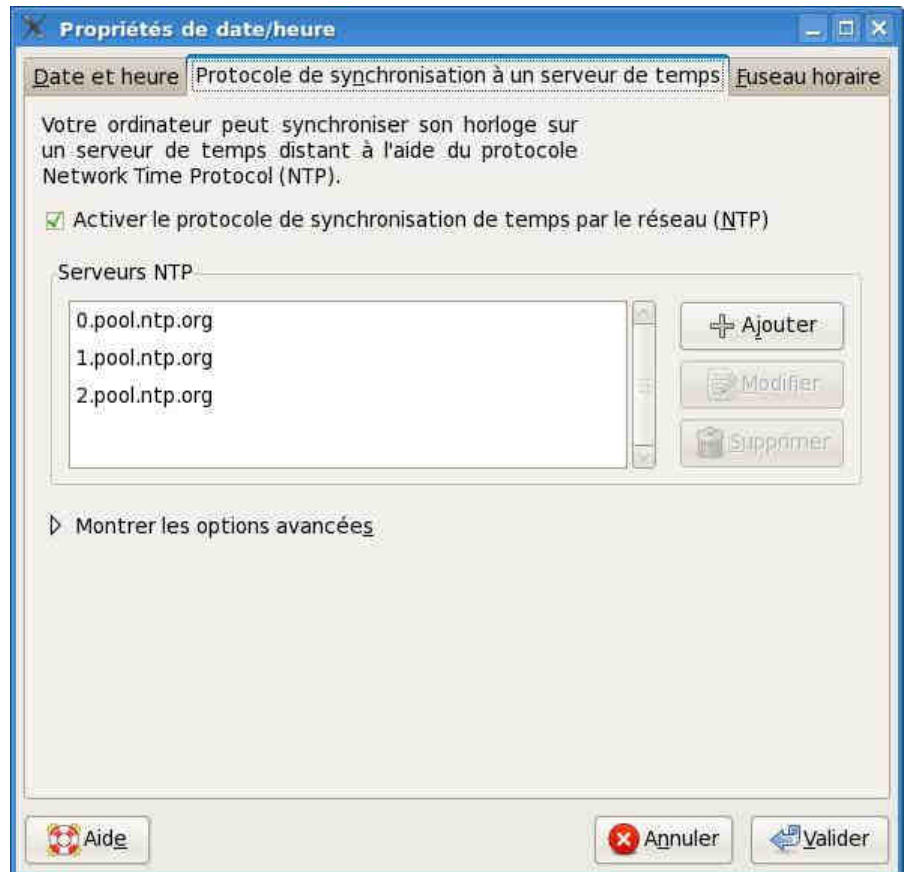 Propriétés de date/heure
Date et heure
Protocole de synchronisation à un serveur de temps
Fuseau horaire
Votre ordinateur peut synchroniser son horloge sur
un serveur de temps distant à l'aide du protocole
Network Time Protocol (NTP).
Activer le protocole de synchronisation de temps par le réseau (NTP)
Serveurs NTP
0.pool.ntp.org
1.pool.ntp.org
2.pool.ntp.org
Ajouter
Modifier
Supprimer
Montrer les options avancées
Aide
Annuler
Valider